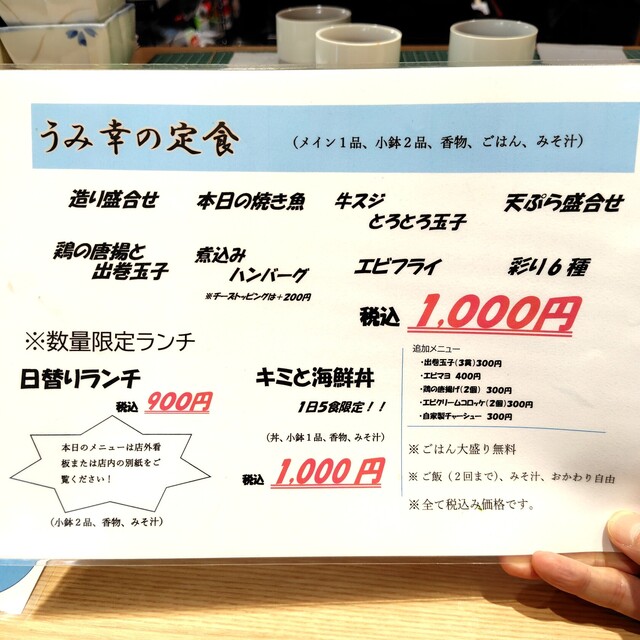 うみ幸の定食 （メイン１品、小鉢２品、香物、ごはん、みそ汁）
造り盛合せ
本日の焼き魚
牛スジ
とろとろ玉子
天ぷら盛合せ
鶏の唐揚と
出巻玉子
煮込み
ハンバーグ
※チーズトッピングは＋200円
エビフライ
彩り６種
税込 1,000円
※数量限定ランチ
日替りランチ
税込 900円
本日のメニューは店外看
板または店内の別紙をご
覧ください！
（小鉢２品、香物、みそ汁）
キミと海鮮丼
１日５食限定！！
（丼、小鉢１品、香物、みそ汁）
税込 1,000円
追加メニュー
・出巻玉子（３貫）300円
・エビマヨ 400円
・鶏の唐揚げ（２個） 300円
・エビクリームコロッケ（２個）300円
・自家製チャーシュー 300円
※ごはん大盛り無料
※ご飯（２回まで）、みそ汁、おかわり自由
※全て税込み価格です。